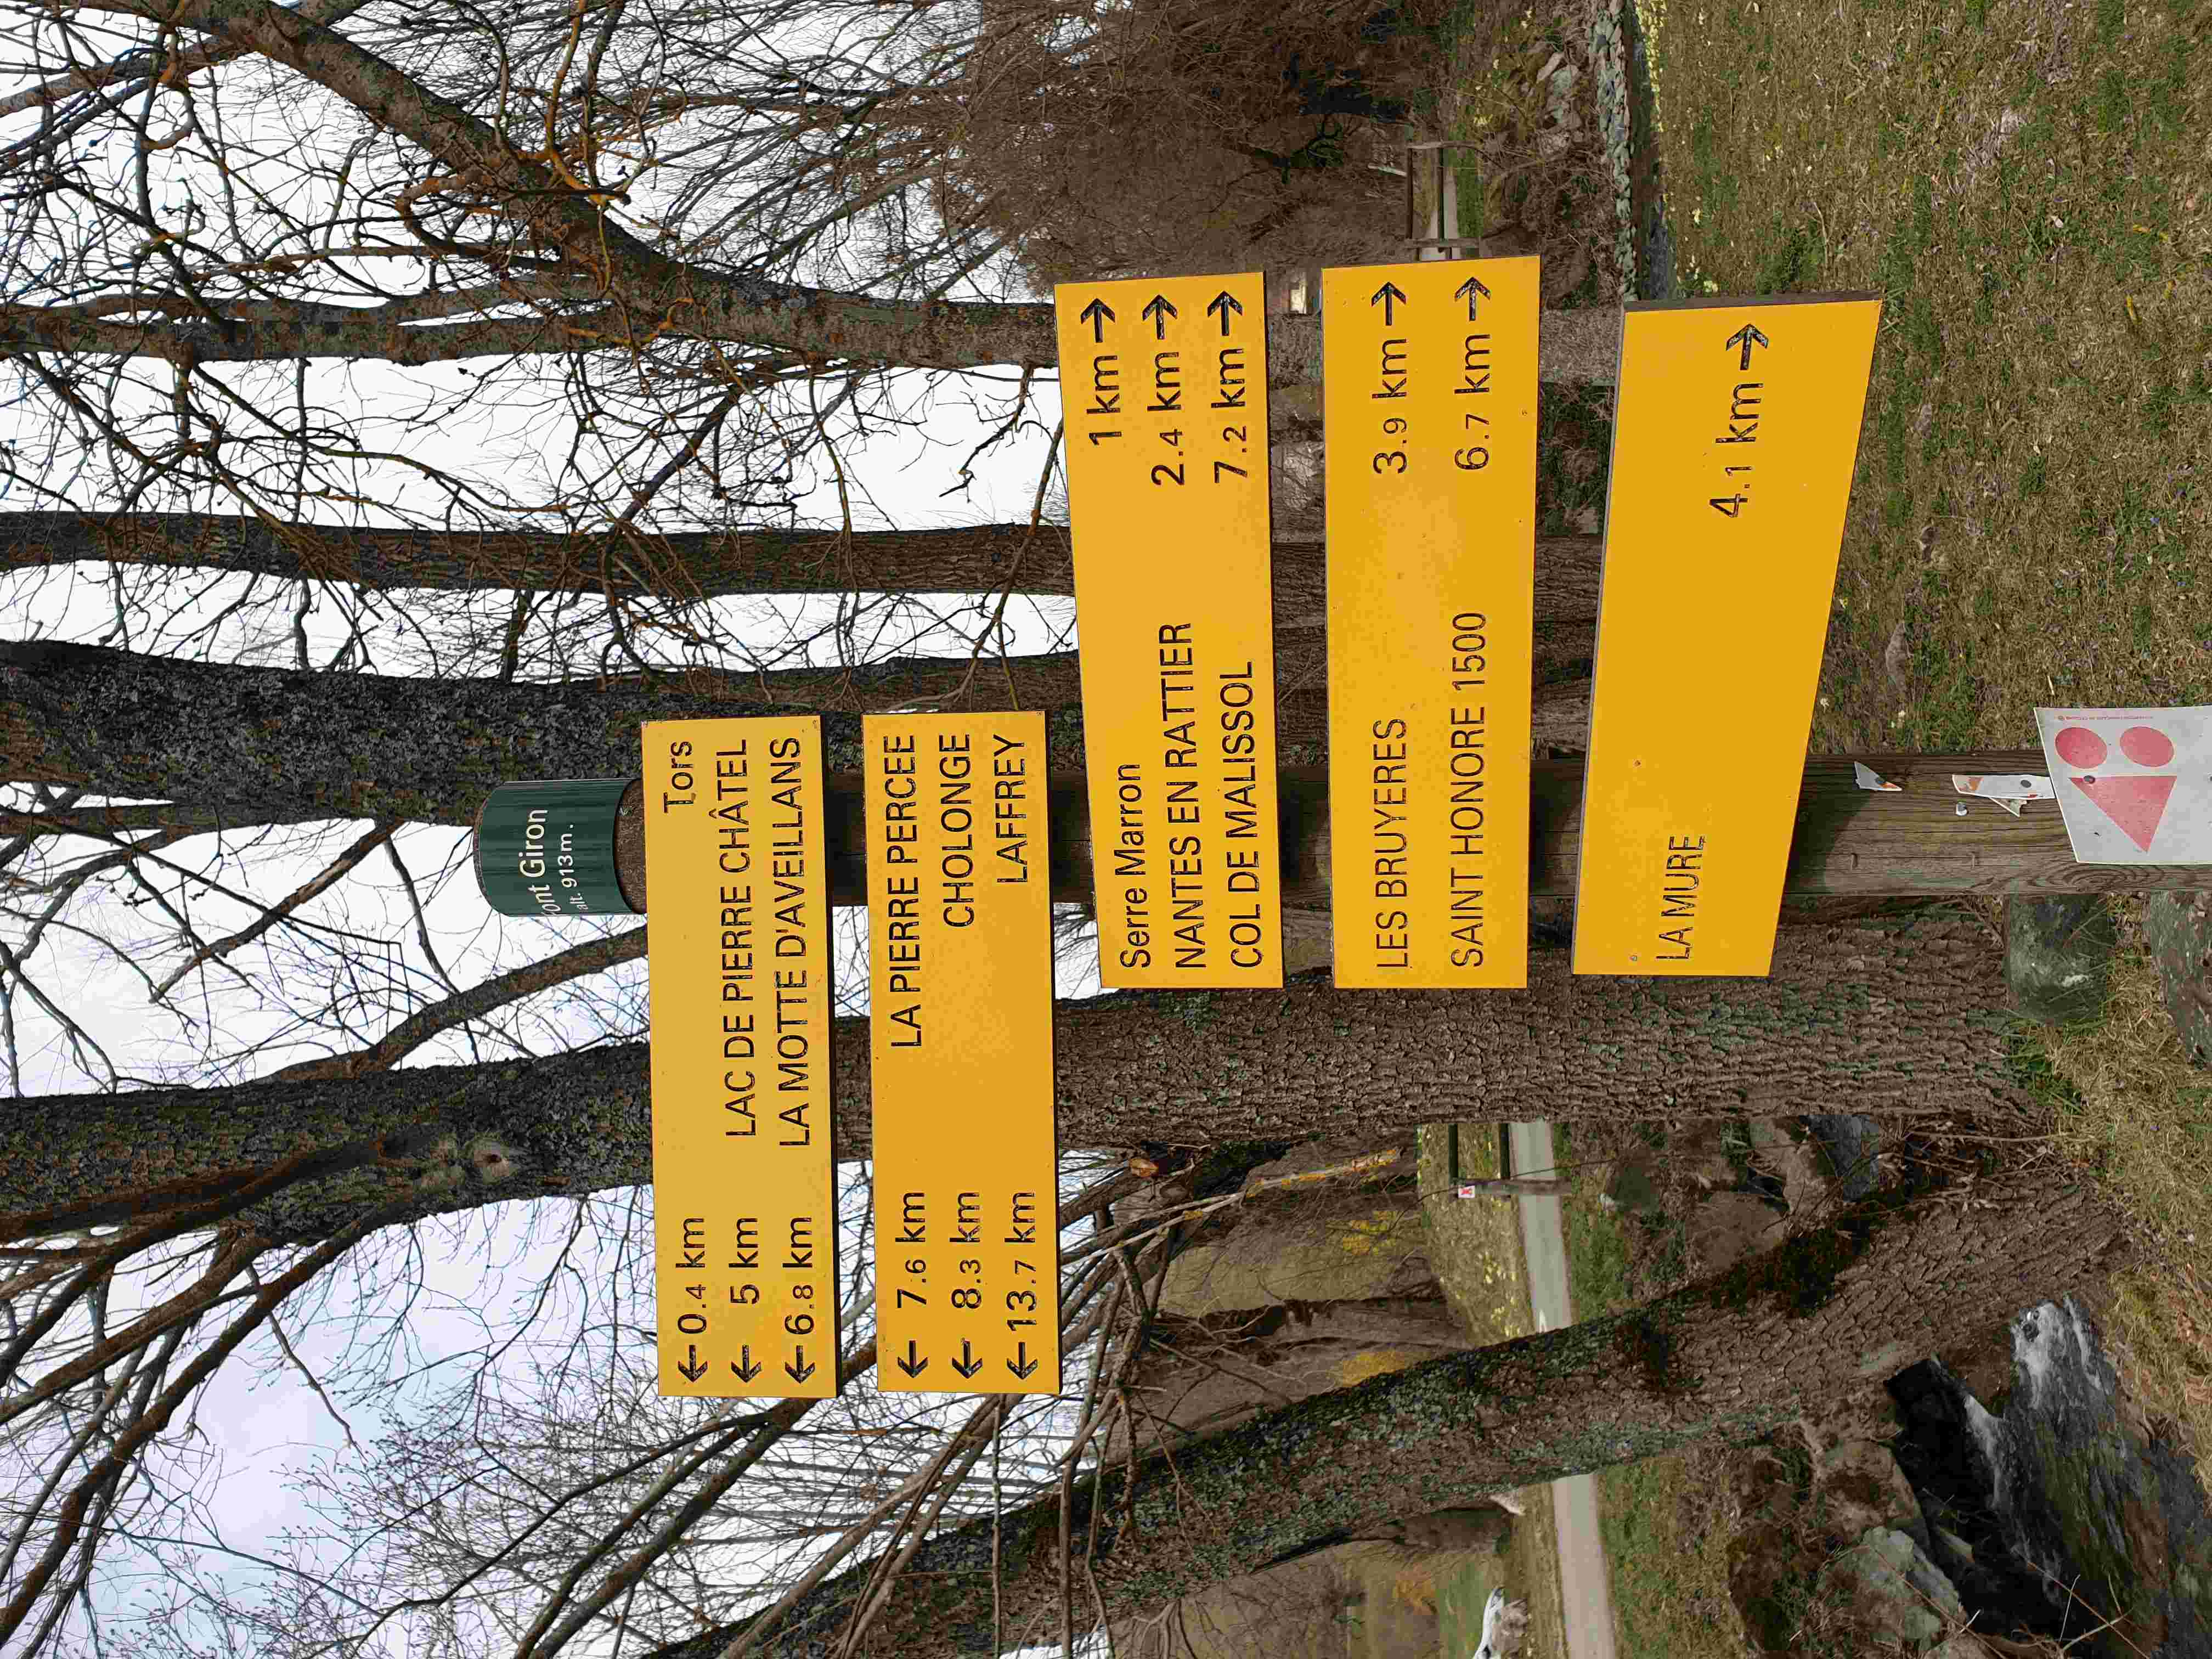 Giron
alt. 913m.
← 0.4 km Tors
← 5 km LAC DE PIERRE CHÂTEL
← 6.8 km LA MOTTE D'AVEILLANS
← 7.6 km LA PIERRE PERCEE
← 8.3 km CHOLONGE
← 13.7 km LAFFREY
Serre Marron 1 km →
NANTES EN RATTIER 2.4 km →
COL DE MALISSOL 7.2 km →
LES BRUYERES 3.9 km →
SAINT HONORE 1500 6.7 km →
LA MURE 4.1 km →